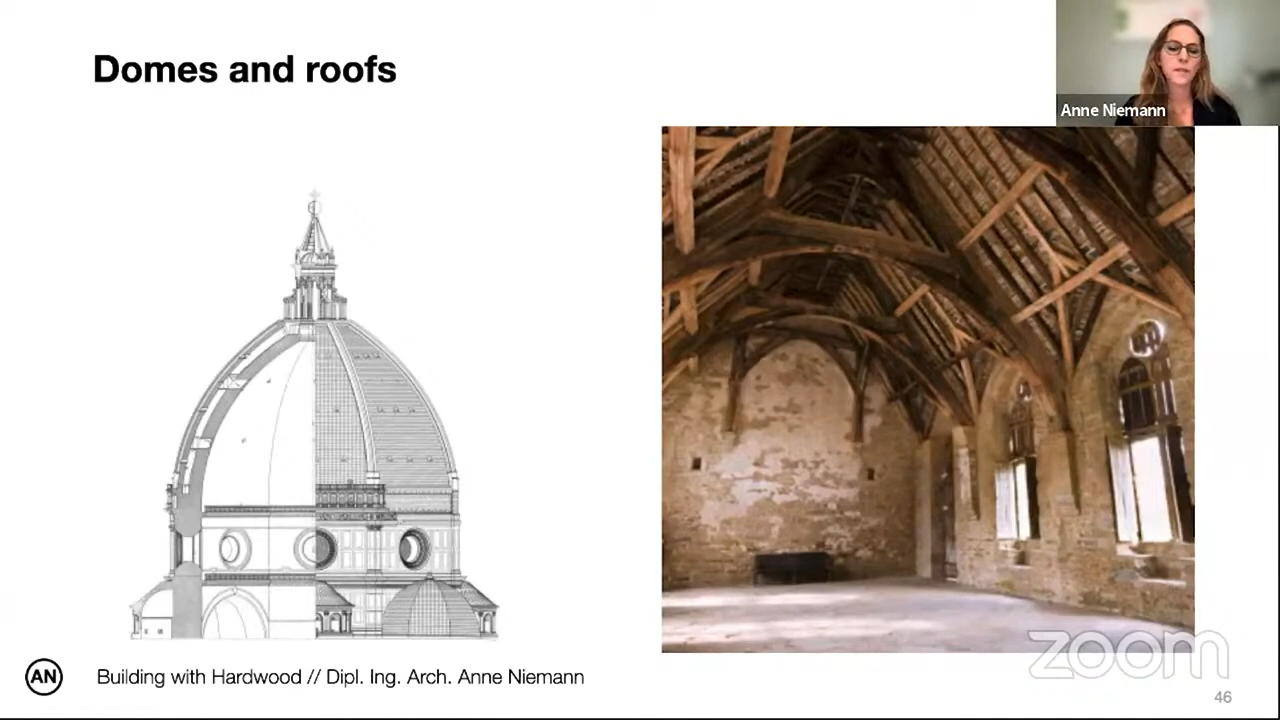 Domes and roofs
Anne Niemann
AN
Building with Hardwood // Dipl. Ing. Arch. Anne Niemann
zoom
46